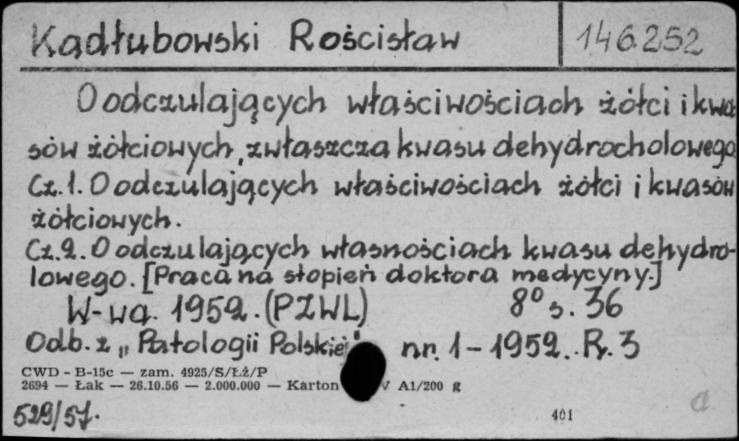 Kadłubowski Rościsław 146252
O odczulających właściwościach żółci i kwa
sów żółciowych, zwłaszcza kwasu dehydrocholowego
Cz. 1. O odczulających właściwościach żółci i kwasów
żółciowych.
Cz. 2. O odczulających własnościach kwasu dehydro-
lowego. [Praca na stopień doktora medycyny.]
W-wa. 1952. (PZWL) 8° s. 36
Odb. z „Patologii Polskiej" nr. 1 - 1952. R. 3
CWD - B-15c — zam. 4925/S/Łż/P
2694 — Łak — 26.10.56 — 2.000.000 — Karton V A1/200 g
529/57. 401 a